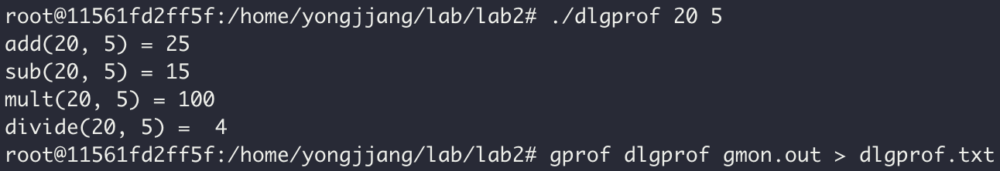 root@11561fd2ff5f:/home/yongjjang/lab/lab2# ./dlgprof 20 5
add(20, 5) = 25
sub(20, 5) = 15
mult(20, 5) = 100
divide(20, 5) =  4
root@11561fd2ff5f:/home/yongjjang/lab/lab2# gprof dlgprof gmon.out > dlgprof.txt